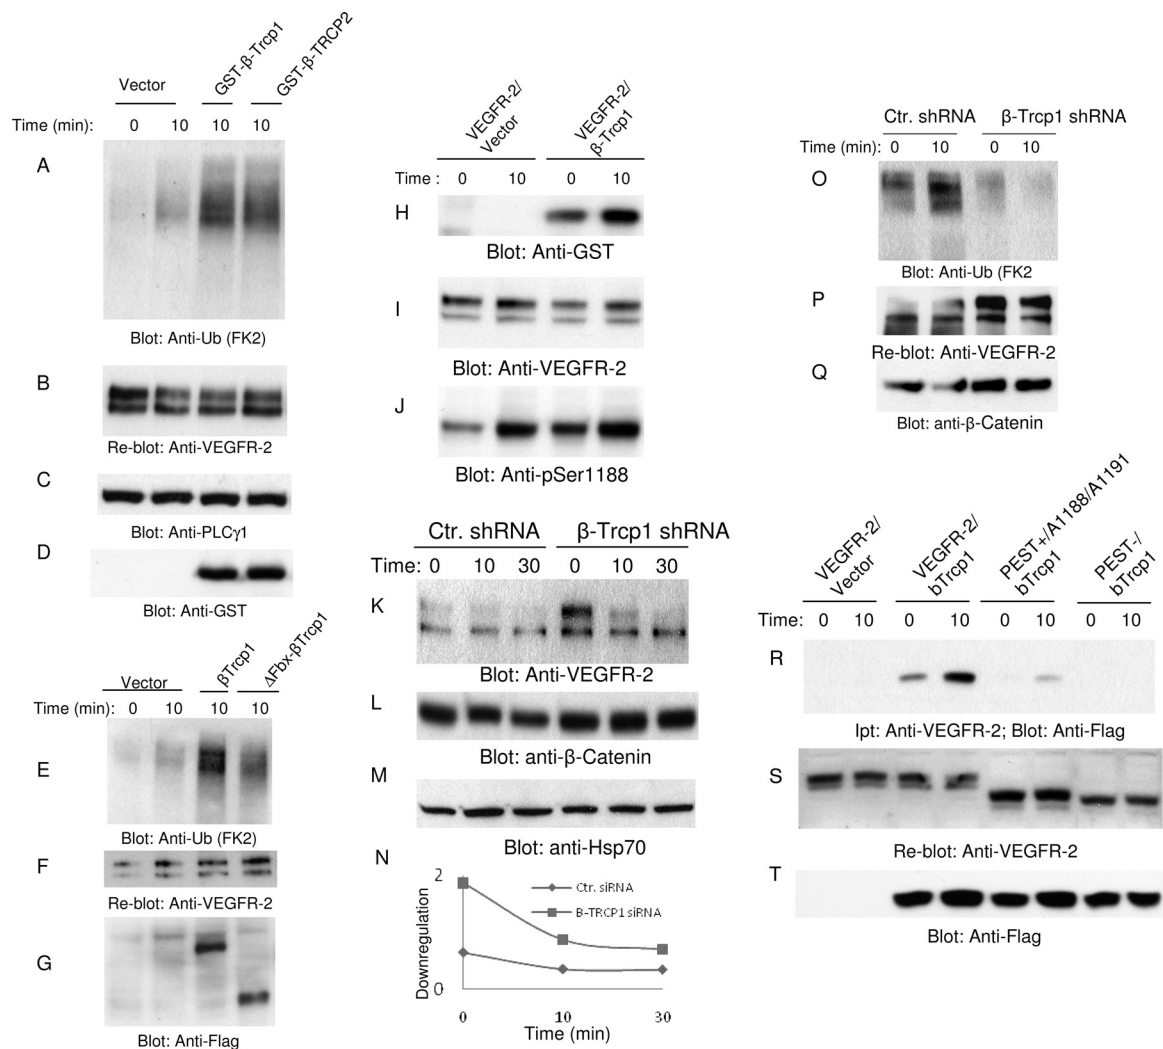 Vector
GST-β-Trcp1
GST-β-TRCP2
Time (min): 0 10 10 10
A
Blot: Anti-Ub (FK2)
B
Re-blot: Anti-VEGFR-2
C
Blot: Anti-PLCγ1
D
Blot: Anti-GST
Vector
βTrcp1
ΔFbx-βTrcp1
Time (min): 0 10 10 10
E
Blot: Anti-Ub (FK2)
F
Re-blot: Anti-VEGFR-2
G
Blot: Anti-Flag
VEGFR-2/
Vector
VEGFR-2/
β-Trcp1
Time : 0 10 0 10
H
Blot: Anti-GST
I
Blot: Anti-VEGFR-2
J
Blot: Anti-pSer1188
Ctr. shRNA β-Trcp1 shRNA
Time: 0 10 30 0 10 30
K
Blot: Anti-VEGFR-2
L
Blot: anti-β-Catenin
M
Blot: anti-Hsp70
N
Downregulation
2
0
Ctr. siRNA
B-TRCP1 siRNA
0 10 30
Time (min)
Ctr. shRNA β-Trcp1 shRNA
Time (min): 0 10 0 10
O
Blot: Anti-Ub (FK2
P
Re-blot: Anti-VEGFR-2
Q
Blot: anti-β-Catenin
VEGFR-2/
Vector
VEGFR-2/
bTrcp1
PEST+/A1188/A1191
bTrcp1
PEST-/
bTrcp1
Time: 0 10 0 10 0 10 0 10
R
Ipt: Anti-VEGFR-2; Blot: Anti-Flag
S
Re-blot: Anti-VEGFR-2
T
Blot: Anti-Flag